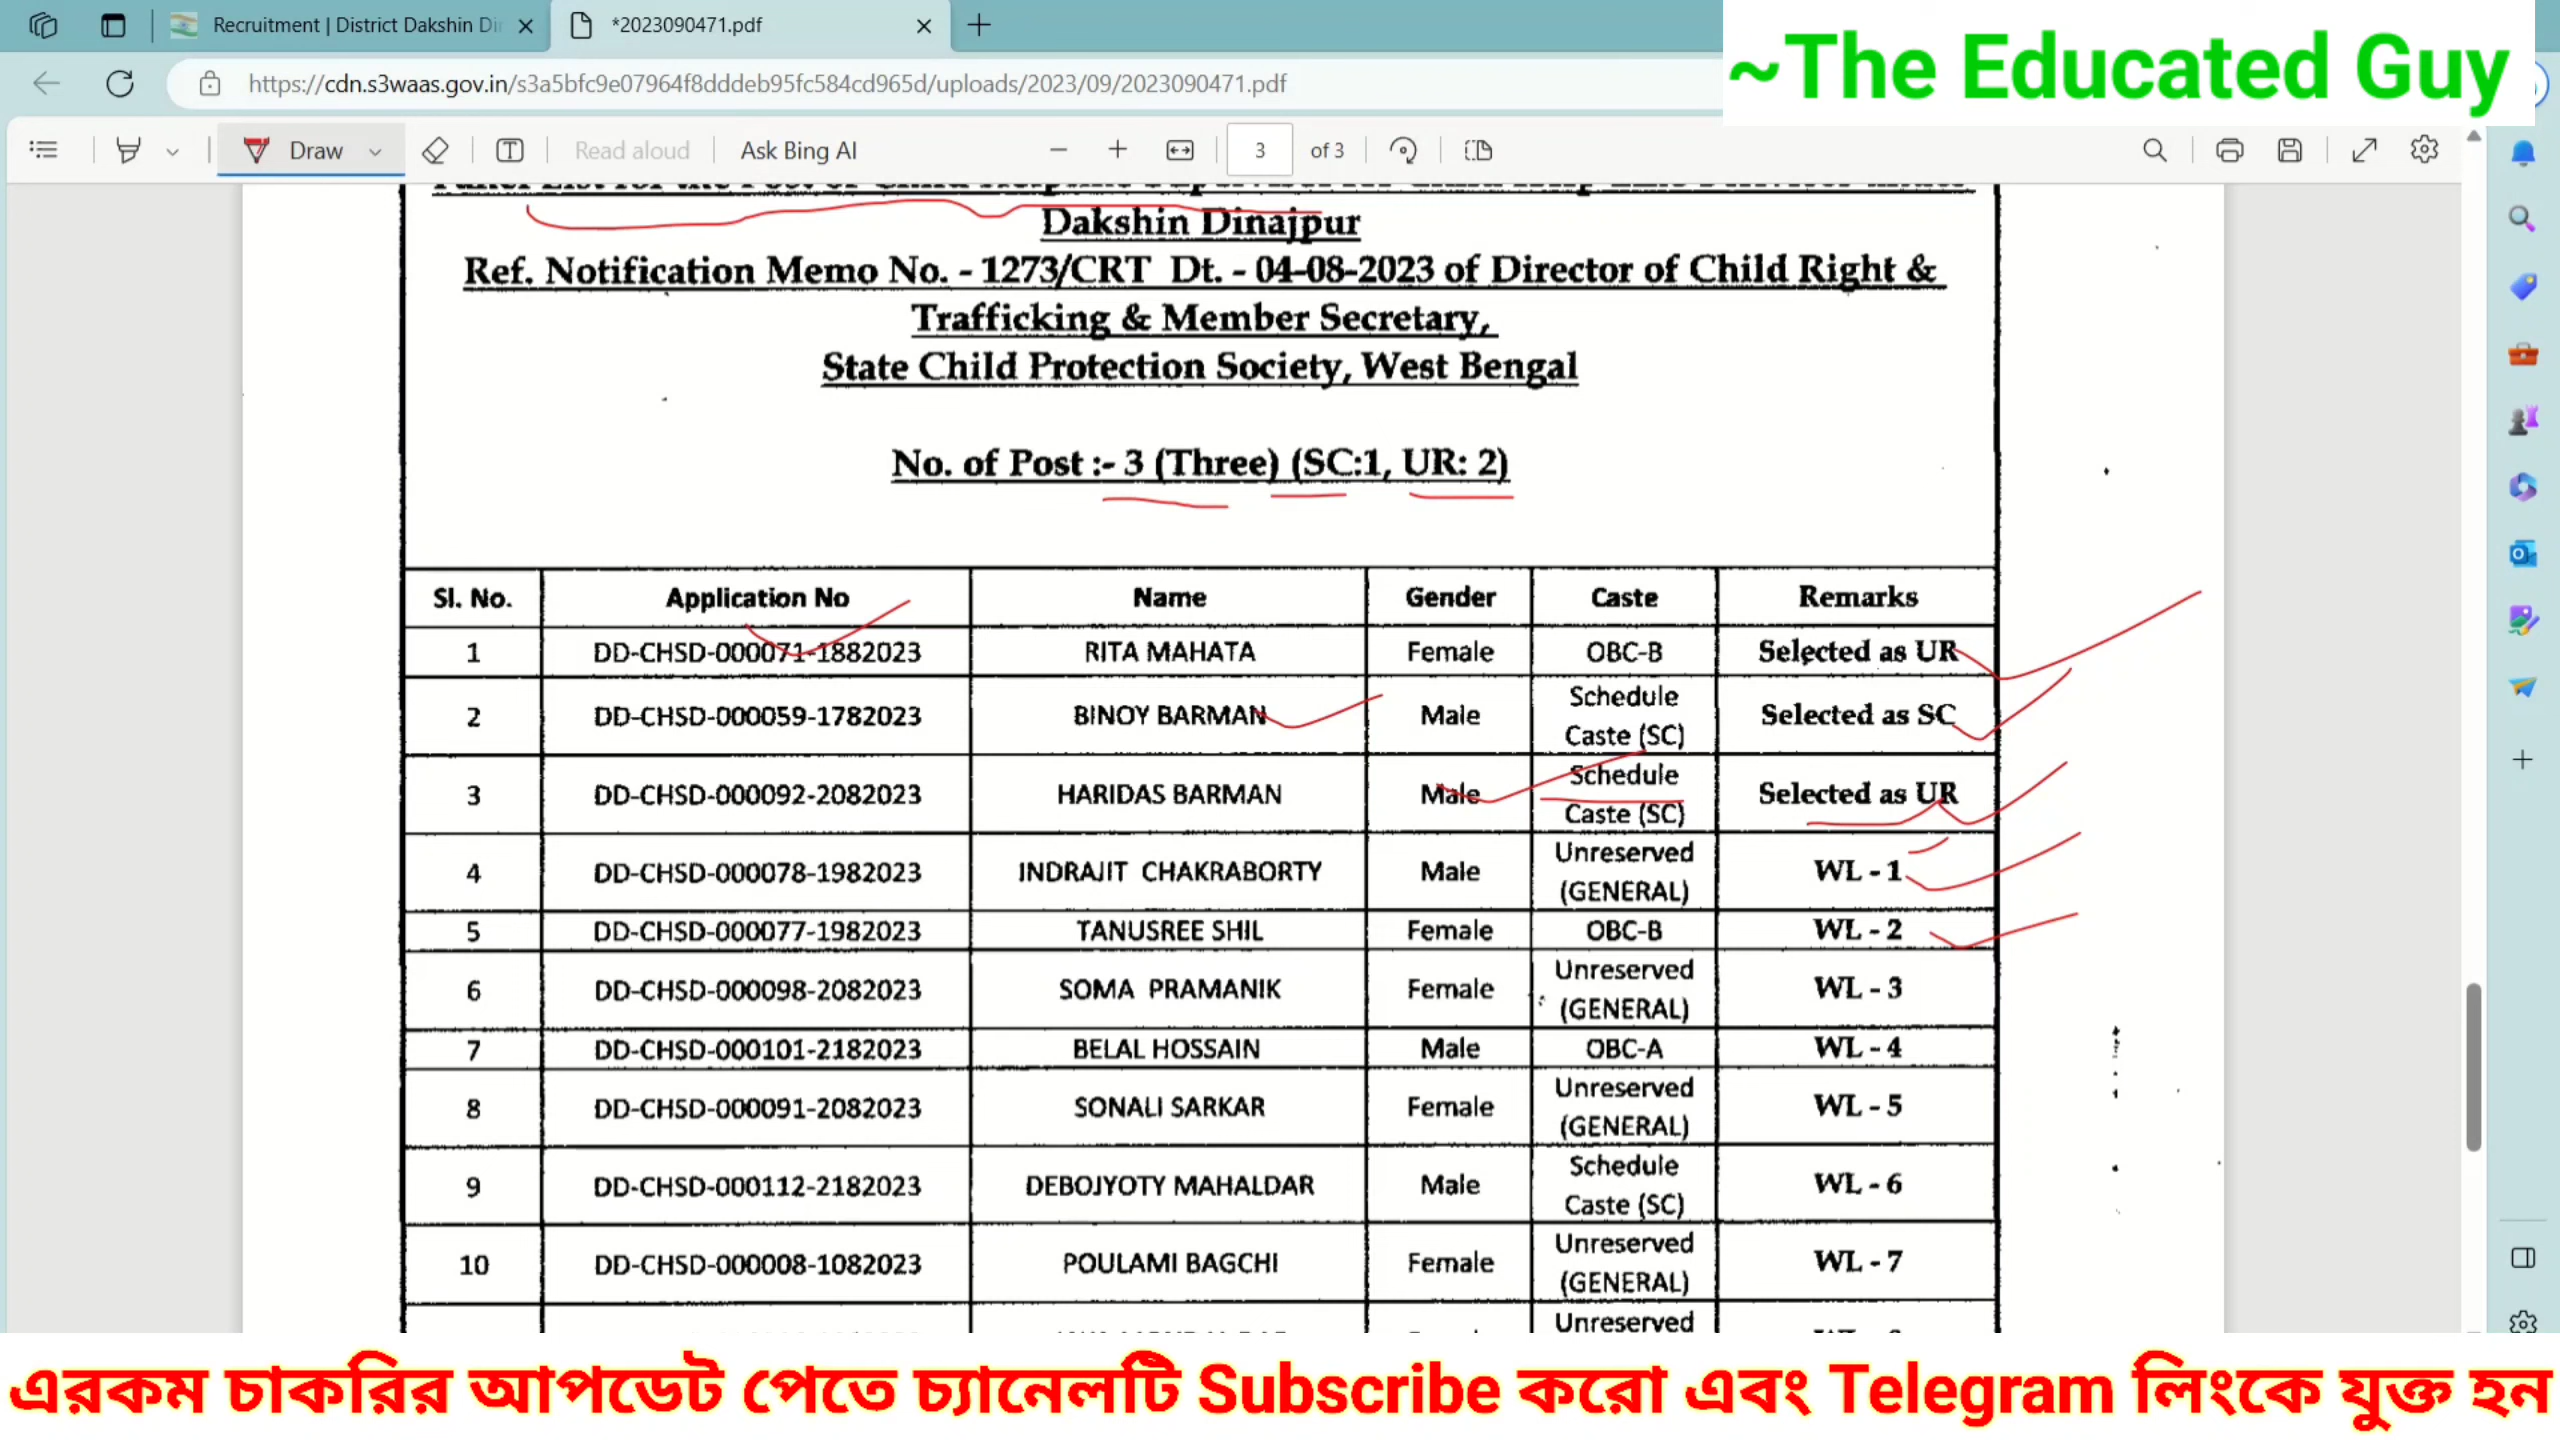 Recruitment | District Dakshin Di
*2023090471.pdf
~The Educated Guy
https://cdn.s3waas.gov.in/s3a5bfc9e07964f8dddeb95fc584cd965d/uploads/2023/09/2023090471.pdf
Draw
Read aloud
Ask Bing AI
3 of 3
Dakshin Dinajpur
Ref. Notification Memo No. - 1273/CRT Dt. - 04-08-2023 of Director of Child Right &
Trafficking & Member Secretary,
State Child Protection Society, West Bengal
No. of Post :- 3 (Three) (SC:1, UR: 2)
Sl. No. Application No Name Gender Caste Remarks
1 DD-CHSD-000071-1882023 RITA MAHATA Female OBC-B Selected as UR
2 DD-CHSD-000059-1782023 BINOY BARMAN Male Schedule Caste (SC) Selected as SC
3 DD-CHSD-000092-2082023 HARIDAS BARMAN Male Schedule Caste (SC) Selected as UR
4 DD-CHSD-000078-1982023 INDRAJIT CHAKRABORTY Male Unreserved (GENERAL) WL - 1
5 DD-CHSD-000077-1982023 TANUSREE SHIL Female OBC-B WL - 2
6 DD-CHSD-000098-2082023 SOMA PRAMANIK Female Unreserved (GENERAL) WL - 3
7 DD-CHSD-000101-2182023 BELAL HOSSAIN Male OBC-A WL - 4
8 DD-CHSD-000091-2082023 SONALI SARKAR Female Unreserved (GENERAL) WL - 5
9 DD-CHSD-000112-2182023 DEBOJYOTY MAHALDAR Male Schedule Caste (SC) WL - 6
10 DD-CHSD-000008-1082023 POULAMI BAGCHI Female Unreserved (GENERAL) WL - 7
Unreserved
এরকম চাকরির আপডেট পেতে চ্যানেলটি Subscribe করো এবং Telegram লিংকে যুক্ত হন